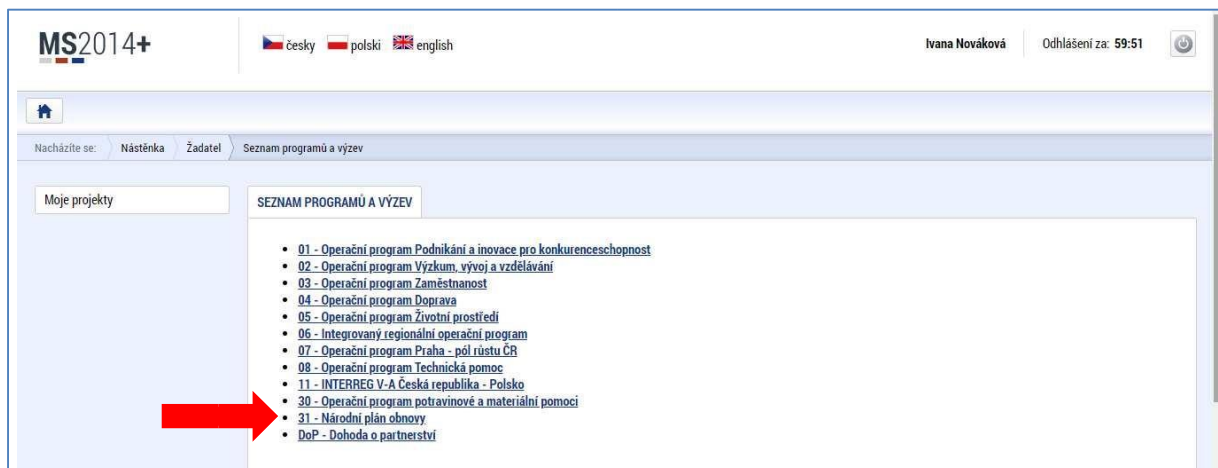 MS2014+
česky polski english
Ivana Nováková Odhlášení za: 59:51
Nacházíte se: Nástěnka Žadatel Seznam programů a výzev
Moje projekty
SEZNAM PROGRAMŮ A VÝZEV
01 - Operační program Podnikání a inovace pro konkurenceschopnost
02 - Operační program Výzkum, vývoj a vzdělávání
03 - Operační program Zaměstnanost
04 - Operační program Doprava
05 - Operační program Životní prostředí
06 - Integrovaný regionální operační program
07 - Operační program Praha - pól růstu ČR
08 - Operační program Technická pomoc
11 - INTERREG V-A Česká republika - Polsko
30 - Operační program potravinové a materiální pomoci
31 - Národní plán obnovy
DoP - Dohoda o partnerství